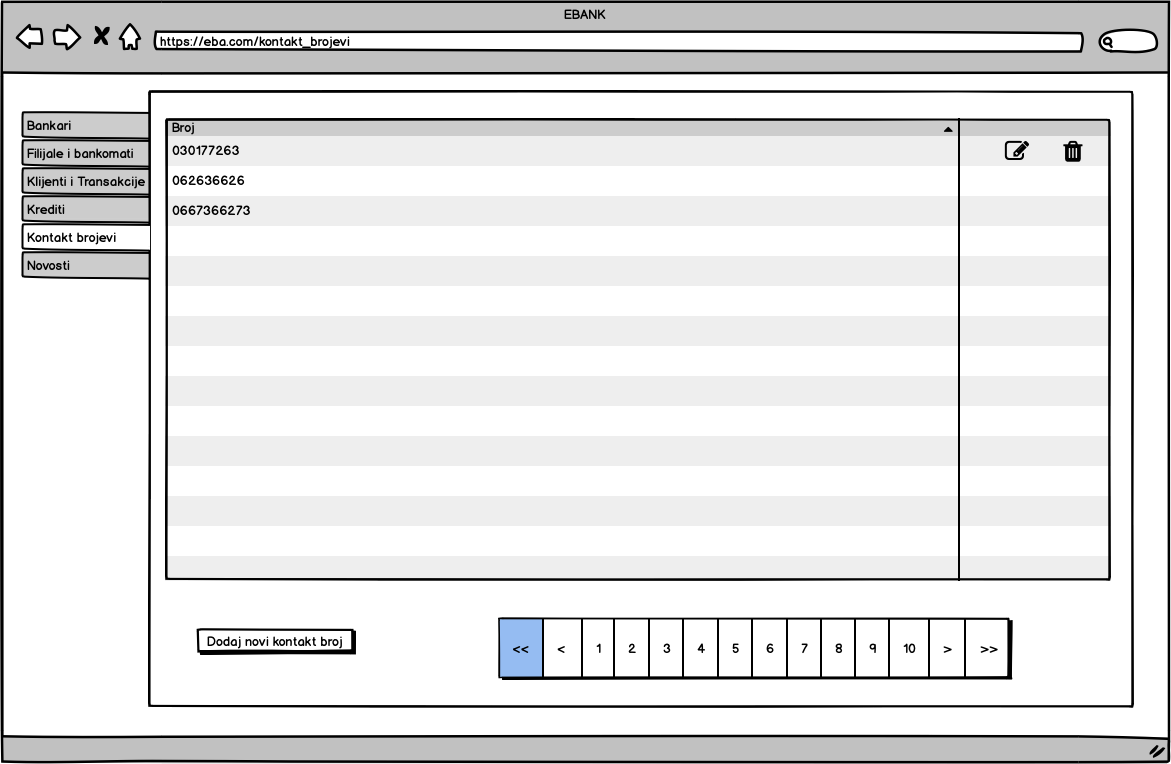 EBANK
https://eba.com/kontakt_brojevi
Bankari
Filijale i bankomati
Klijenti i Transakcije
Krediti
Kontakt brojevi
Novosti
Broj
030177263
062636626
0667366273
Dodaj novi kontakt broj
<< < 1 2 3 4 5 6 7 8 9 10 > >>